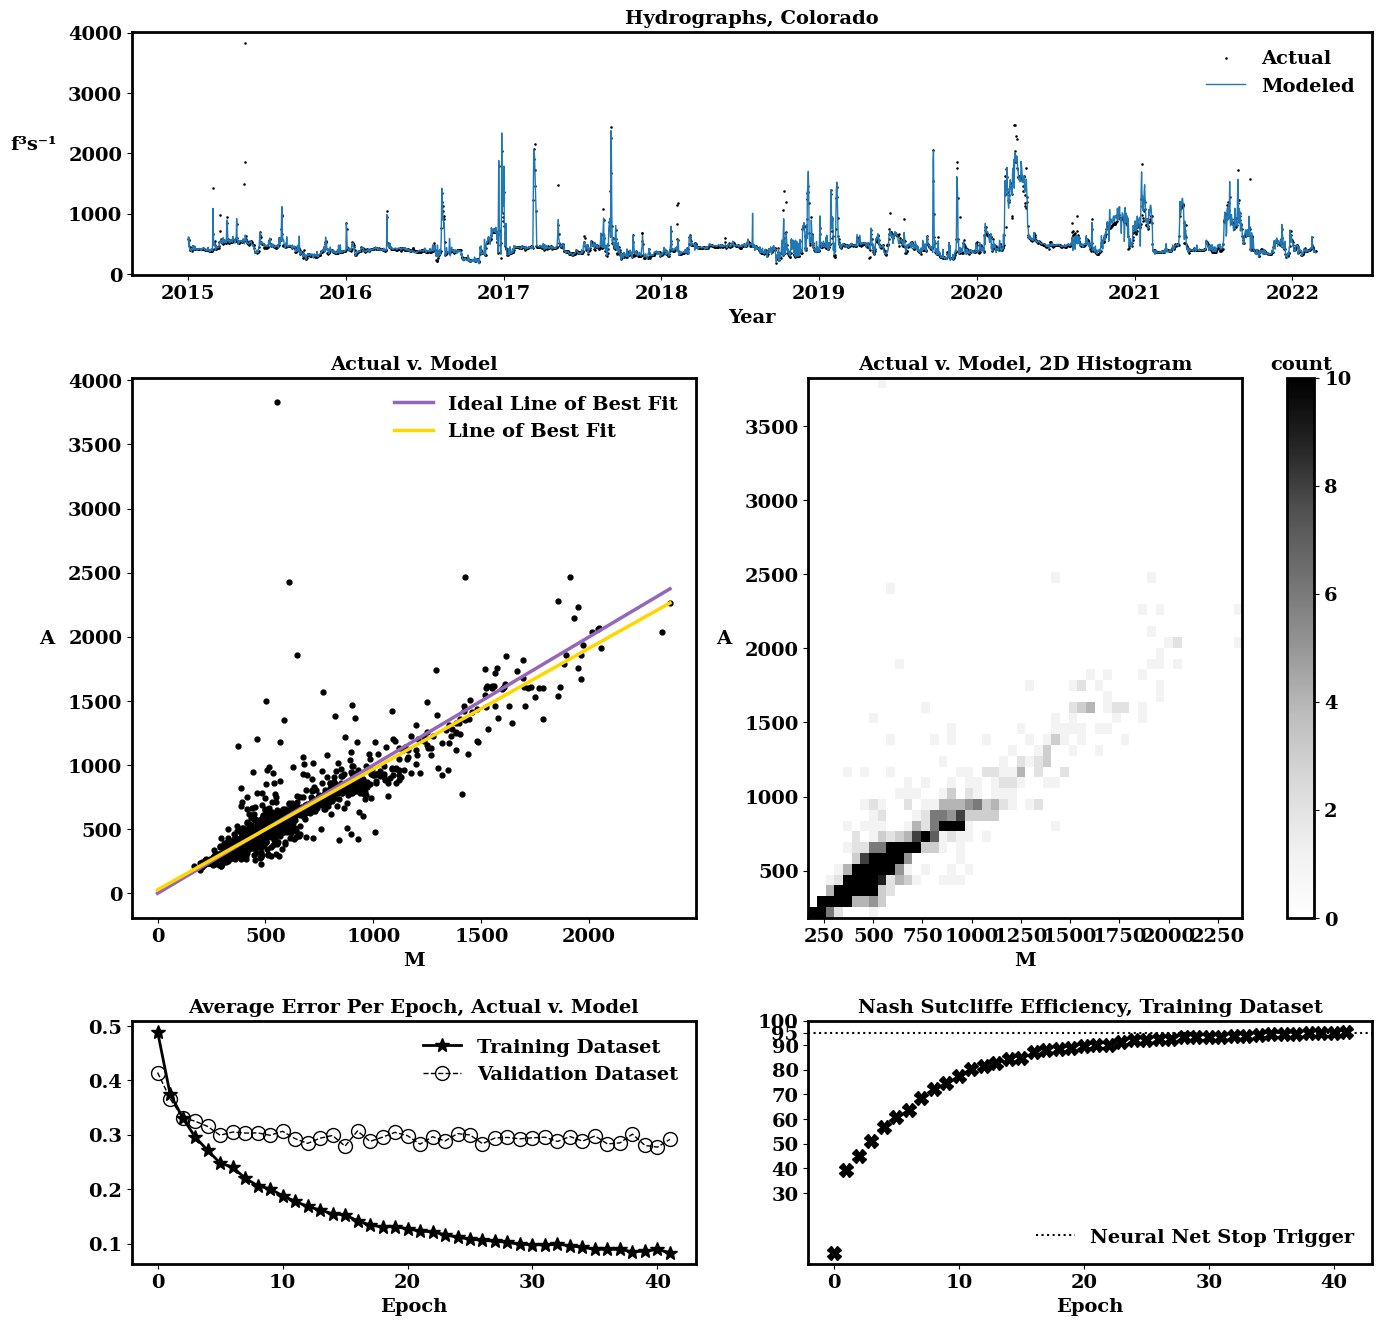 Hydrographs, Colorado
4000
3000
f³s⁻¹
2000
1000
0
Actual
Modeled
2015 2016 2017 2018 2019 2020 2021 2022
Year
Actual v. Model
4000
3500
3000
2500
A
2000
1500
1000
500
0
Ideal Line of Best Fit
Line of Best Fit
0 500 1000 1500 2000
M
Actual v. Model, 2D Histogram
3500
3000
2500
A
2000
1500
1000
500
250 500 750 1000 1250 1500 1750 2000 2250
M
count
10
8
6
4
2
0
Average Error Per Epoch, Actual v. Model
0.5
0.4
0.3
0.2
0.1
Training Dataset
Validation Dataset
0 10 20 30 40
Epoch
Nash Sutcliffe Efficiency, Training Dataset
100
95
90
80
70
60
50
40
30
Neural Net Stop Trigger
0 10 20 30 40
Epoch